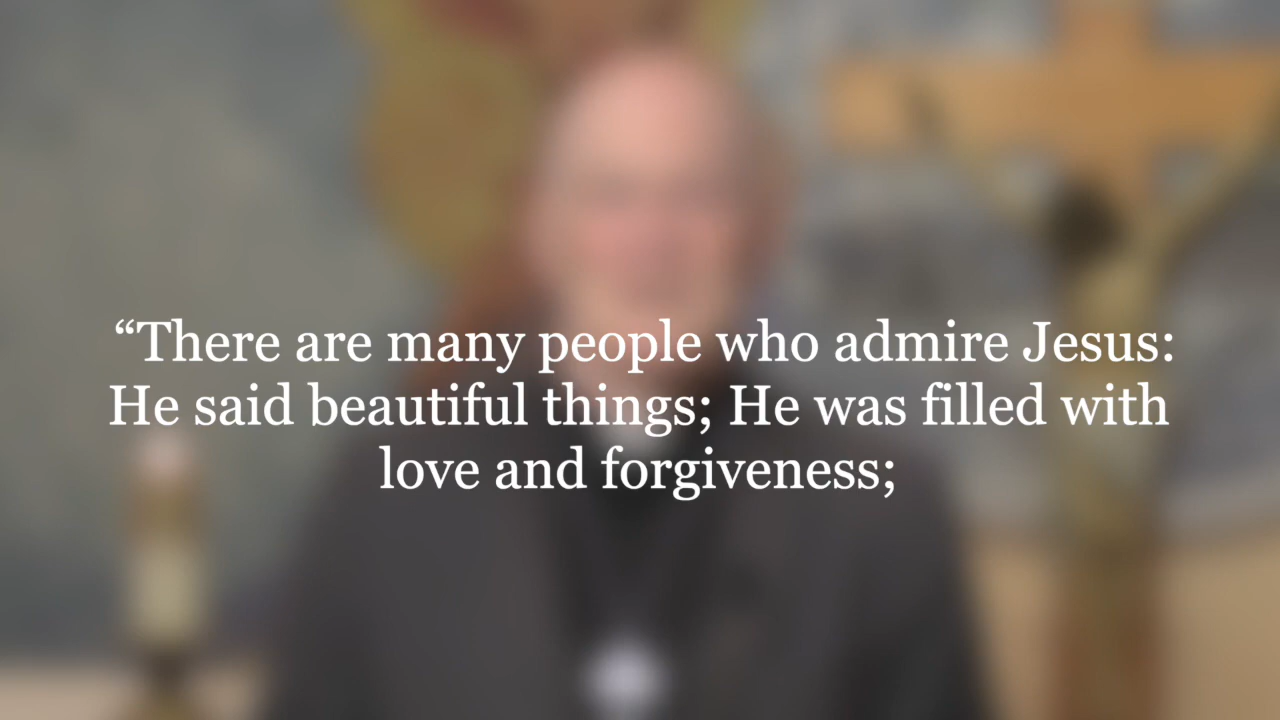 “There are many people who admire Jesus:
He said beautiful things; He was filled with
love and forgiveness;